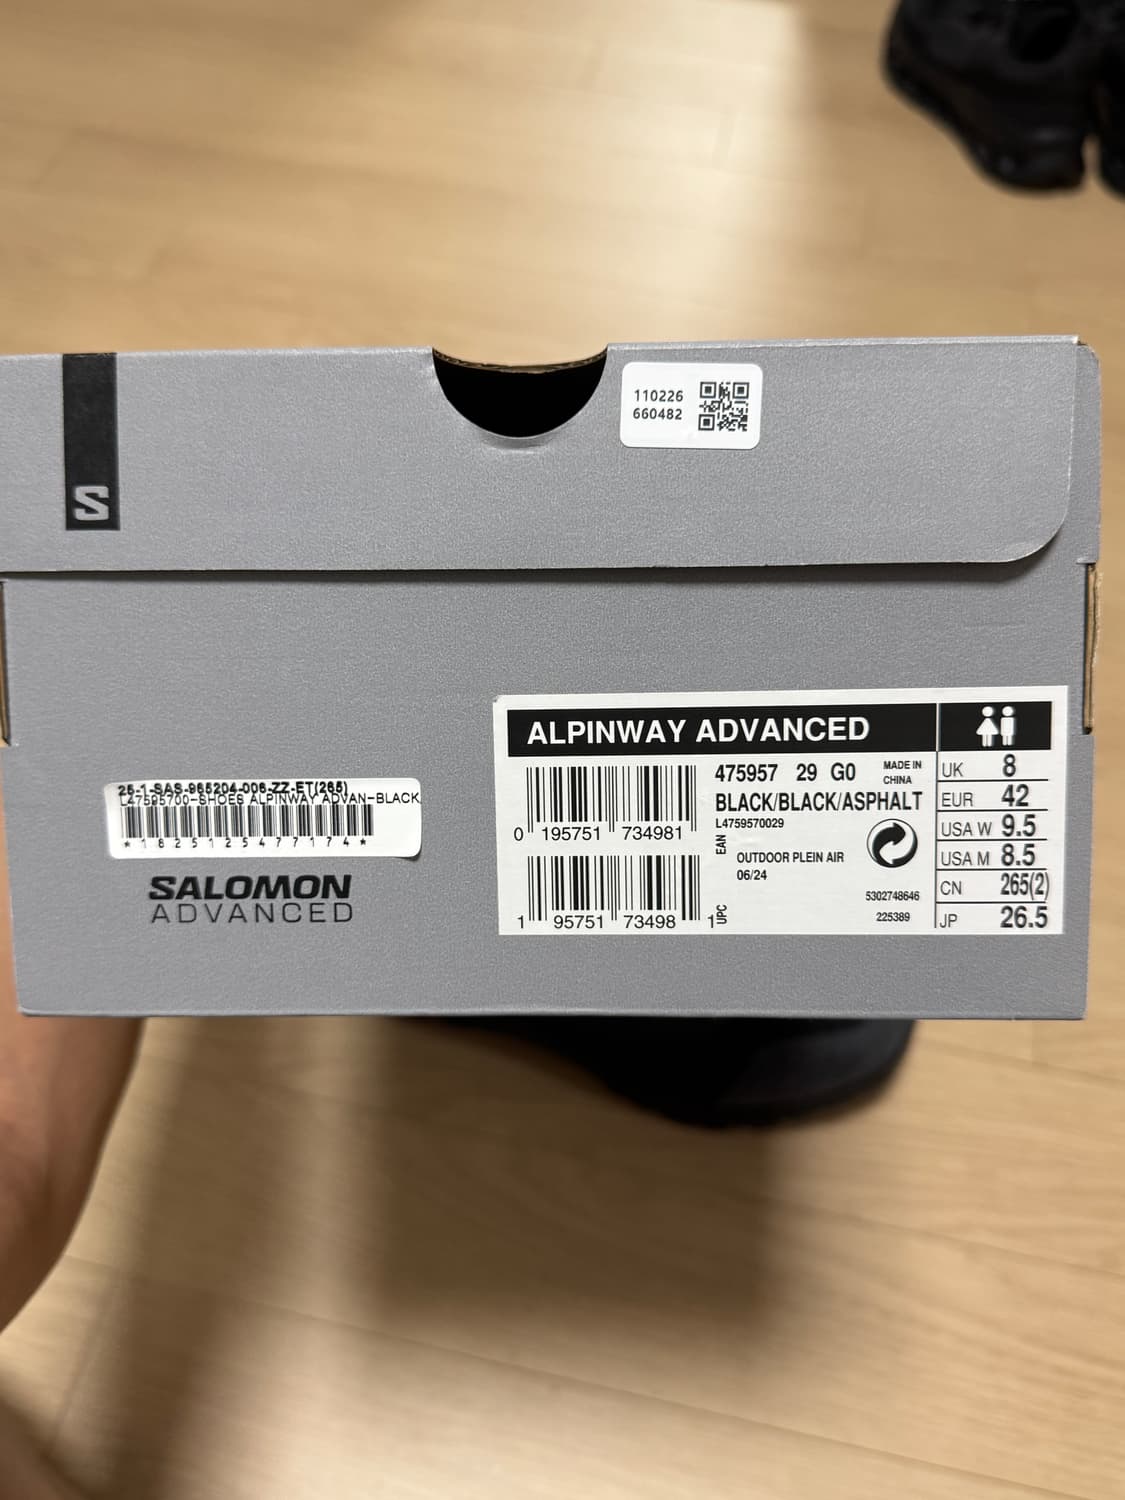 110226
660482
S
ALPINWAY ADVANCED
475957 29 G0
MADE IN
CHINA
BLACK/BLACK/ASPHALT
L4759570029
EAN
0 195751 734981
OUTDOOR PLEIN AIR
06/24
5302748646
225389
UPC
1 95751 73498 1
UK 8
EUR 42
USA W 9.5
USA M 8.5
CN 265(2)
JP 26.5
25-1-SAS-965204-006-ZZ-ET(265)
L47595700-SHOES ALPINWAY ADVAN-BLACK
*1825125477174*
SALOMON
ADVANCED